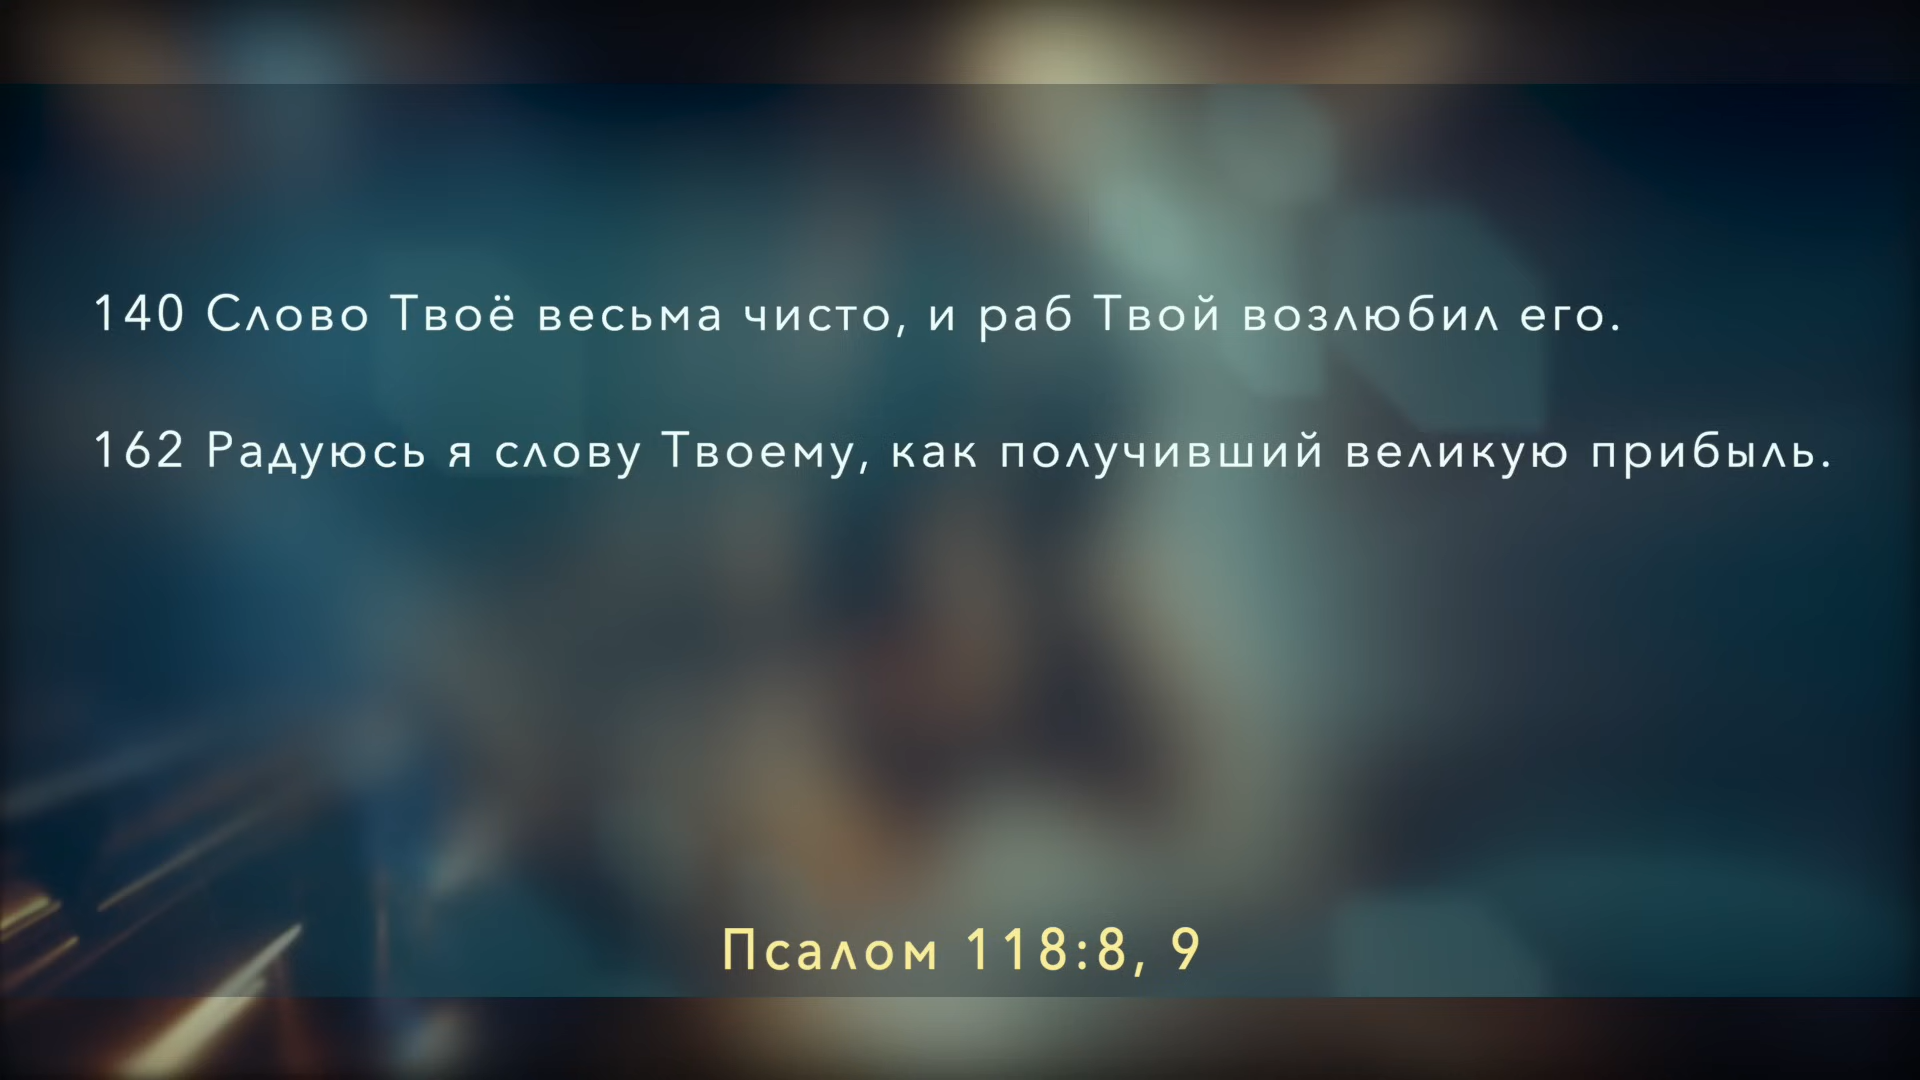 140 Слово Твоё весьма чисто, и раб Твой возлюбил его.
162 Радуюсь я слову Твоему, как получивший великую прибыль.
Псалом 118:8, 9